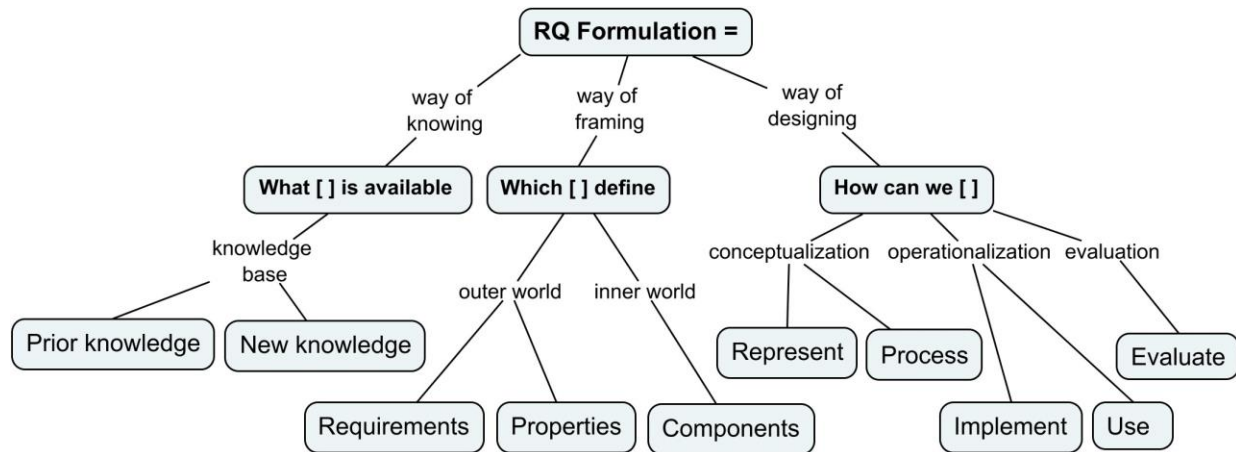 RQ Formulation =
way of
knowing
way of
framing
way of
designing
What [ ] is available
Which [ ] define
How can we [ ]
knowledge
base
conceptualization
operationalization
evaluation
outer world
inner world
Prior knowledge
New knowledge
Represent
Process
Evaluate
Requirements
Properties
Components
Implement
Use